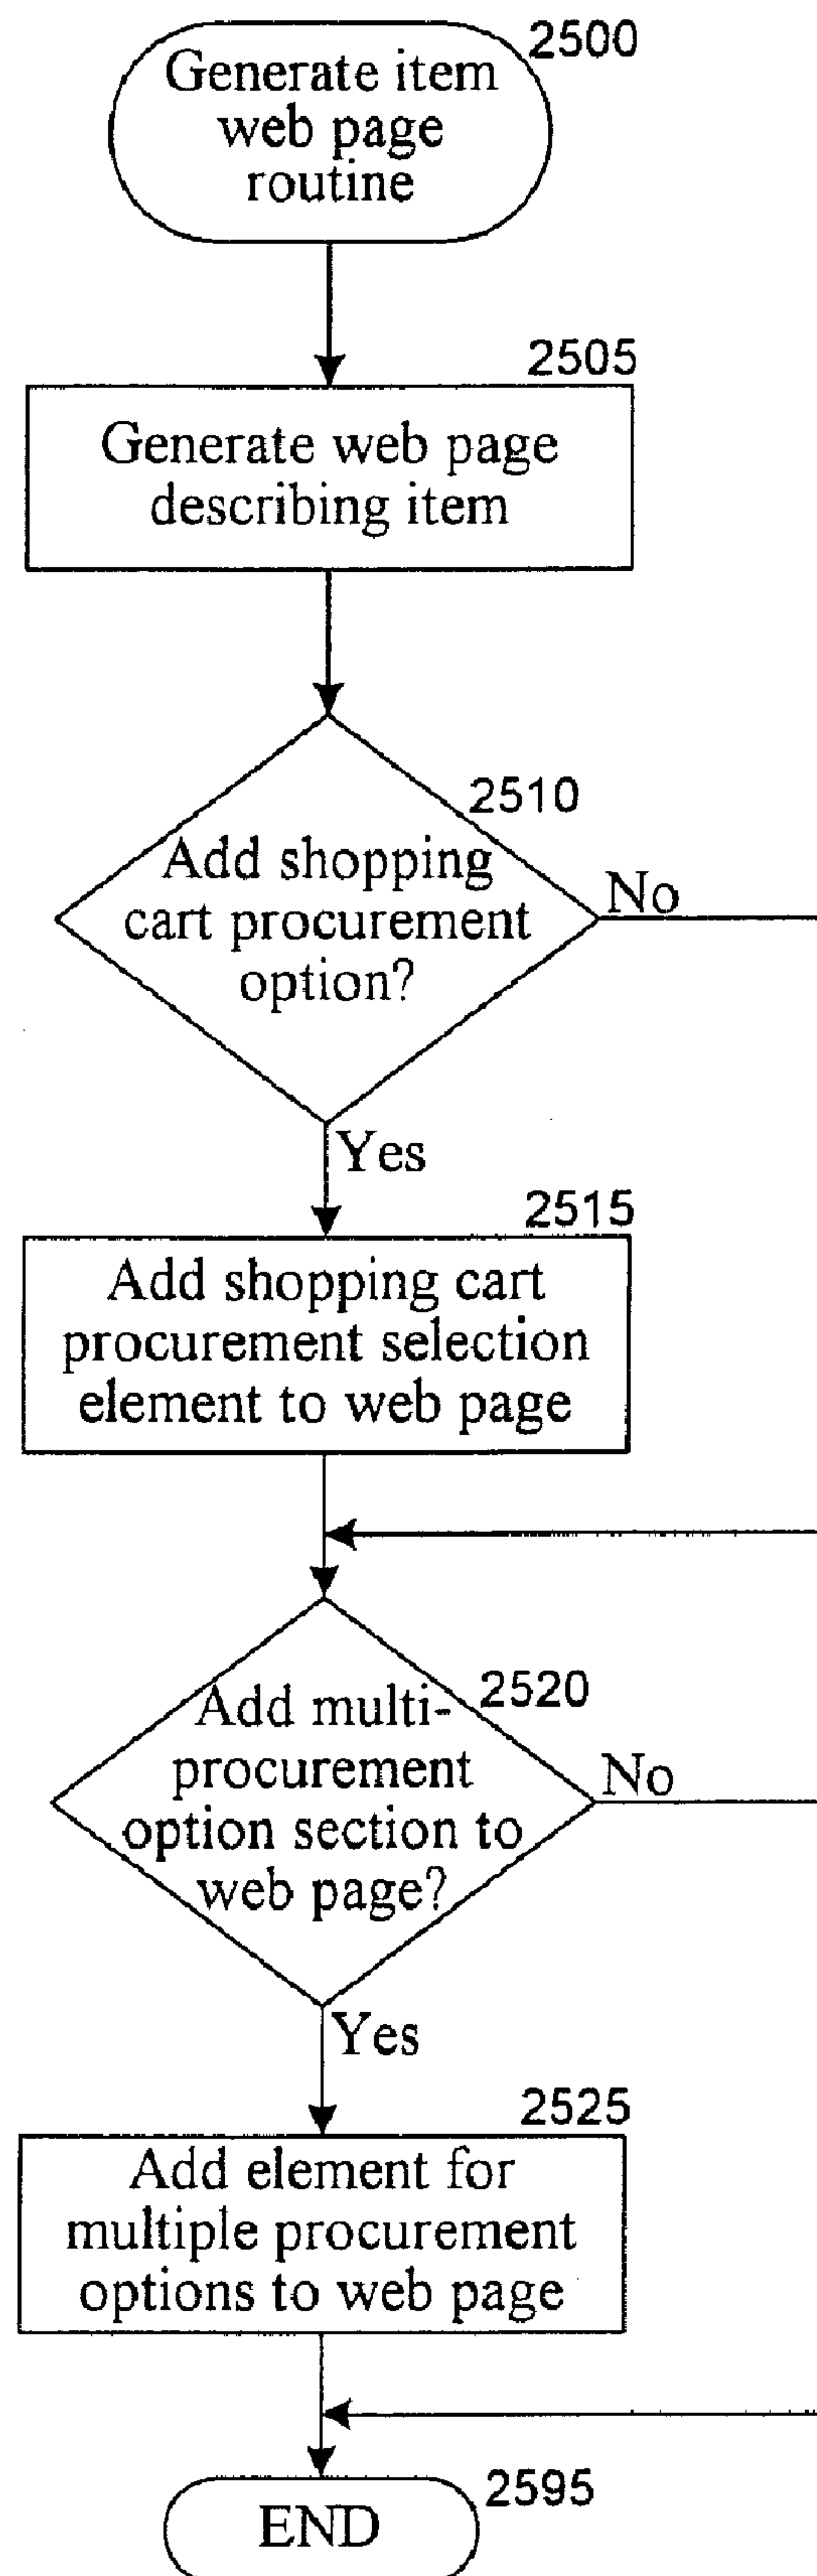 2500
Generate item
web page
routine
2505
Generate web page
describing item
2510
Add shopping
cart procurement
option?
No
Yes
2515
Add shopping cart
procurement selection
element to web page
2520
Add multi-
procurement
option section to
web page?
No
Yes
2525
Add element for
multiple procurement
options to web page
2595
END